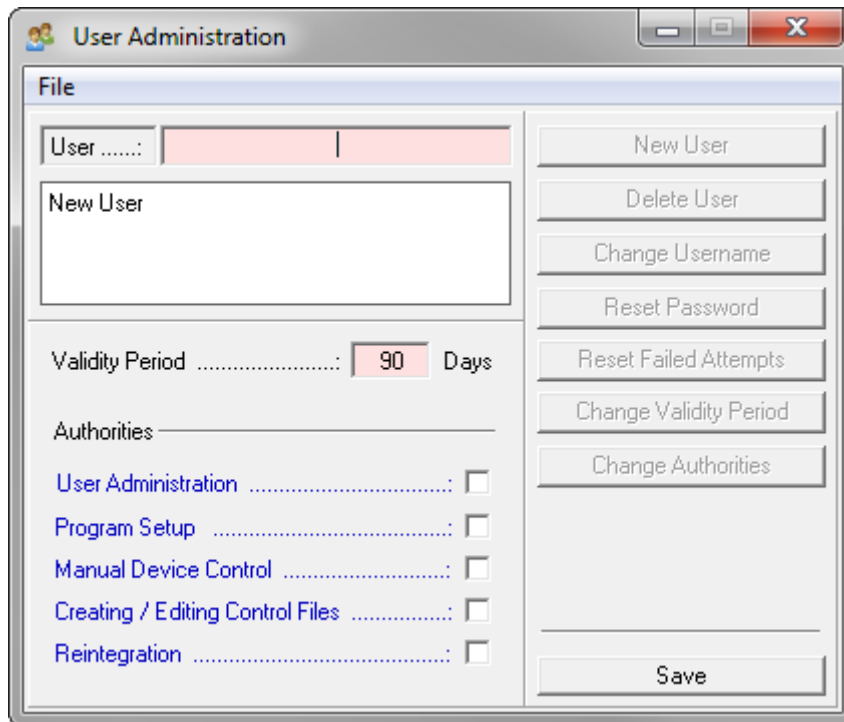 User Administration
File
User ......:
New User
Validity Period ........................: 90 Days
Authorities
User Administration ..................................:
Program Setup ........................................:
Manual Device Control ...........................:
Creating / Editing Control Files ................:
Reintegration ...........................................:
New User
Delete User
Change Username
Reset Password
Reset Failed Attempts
Change Validity Period
Change Authorities
Save